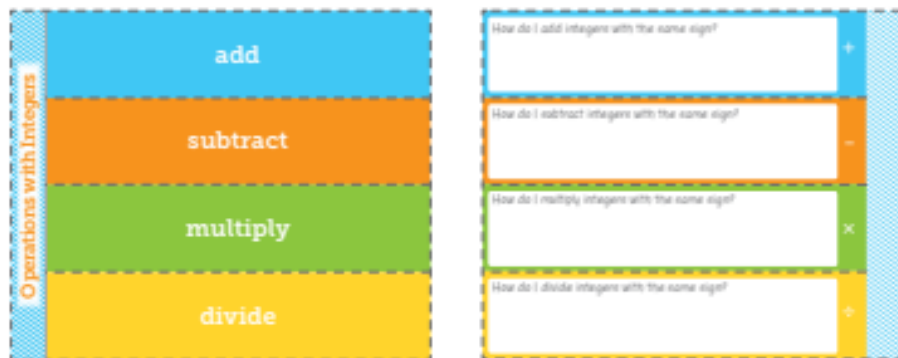 Operations with Integers
add
subtract
multiply
divide
How do I add integers with the same sign?
+
How do I subtract integers with the same sign?
-
How do I multiply integers with the same sign?
×
How do I divide integers with the same sign?
÷